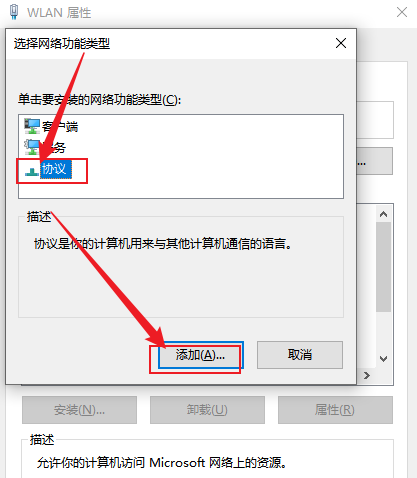 WLAN 属性
选择网络功能类型
单击要安装的网络功能类型(C):
客户端
务
协议
描述
协议是你的计算机用来与其他计算机通信的语言。
添加(A)...
取消
...
安装(N)...
卸载(U)
属性(R)
描述
允许你的计算机访问 Microsoft 网络上的资源。